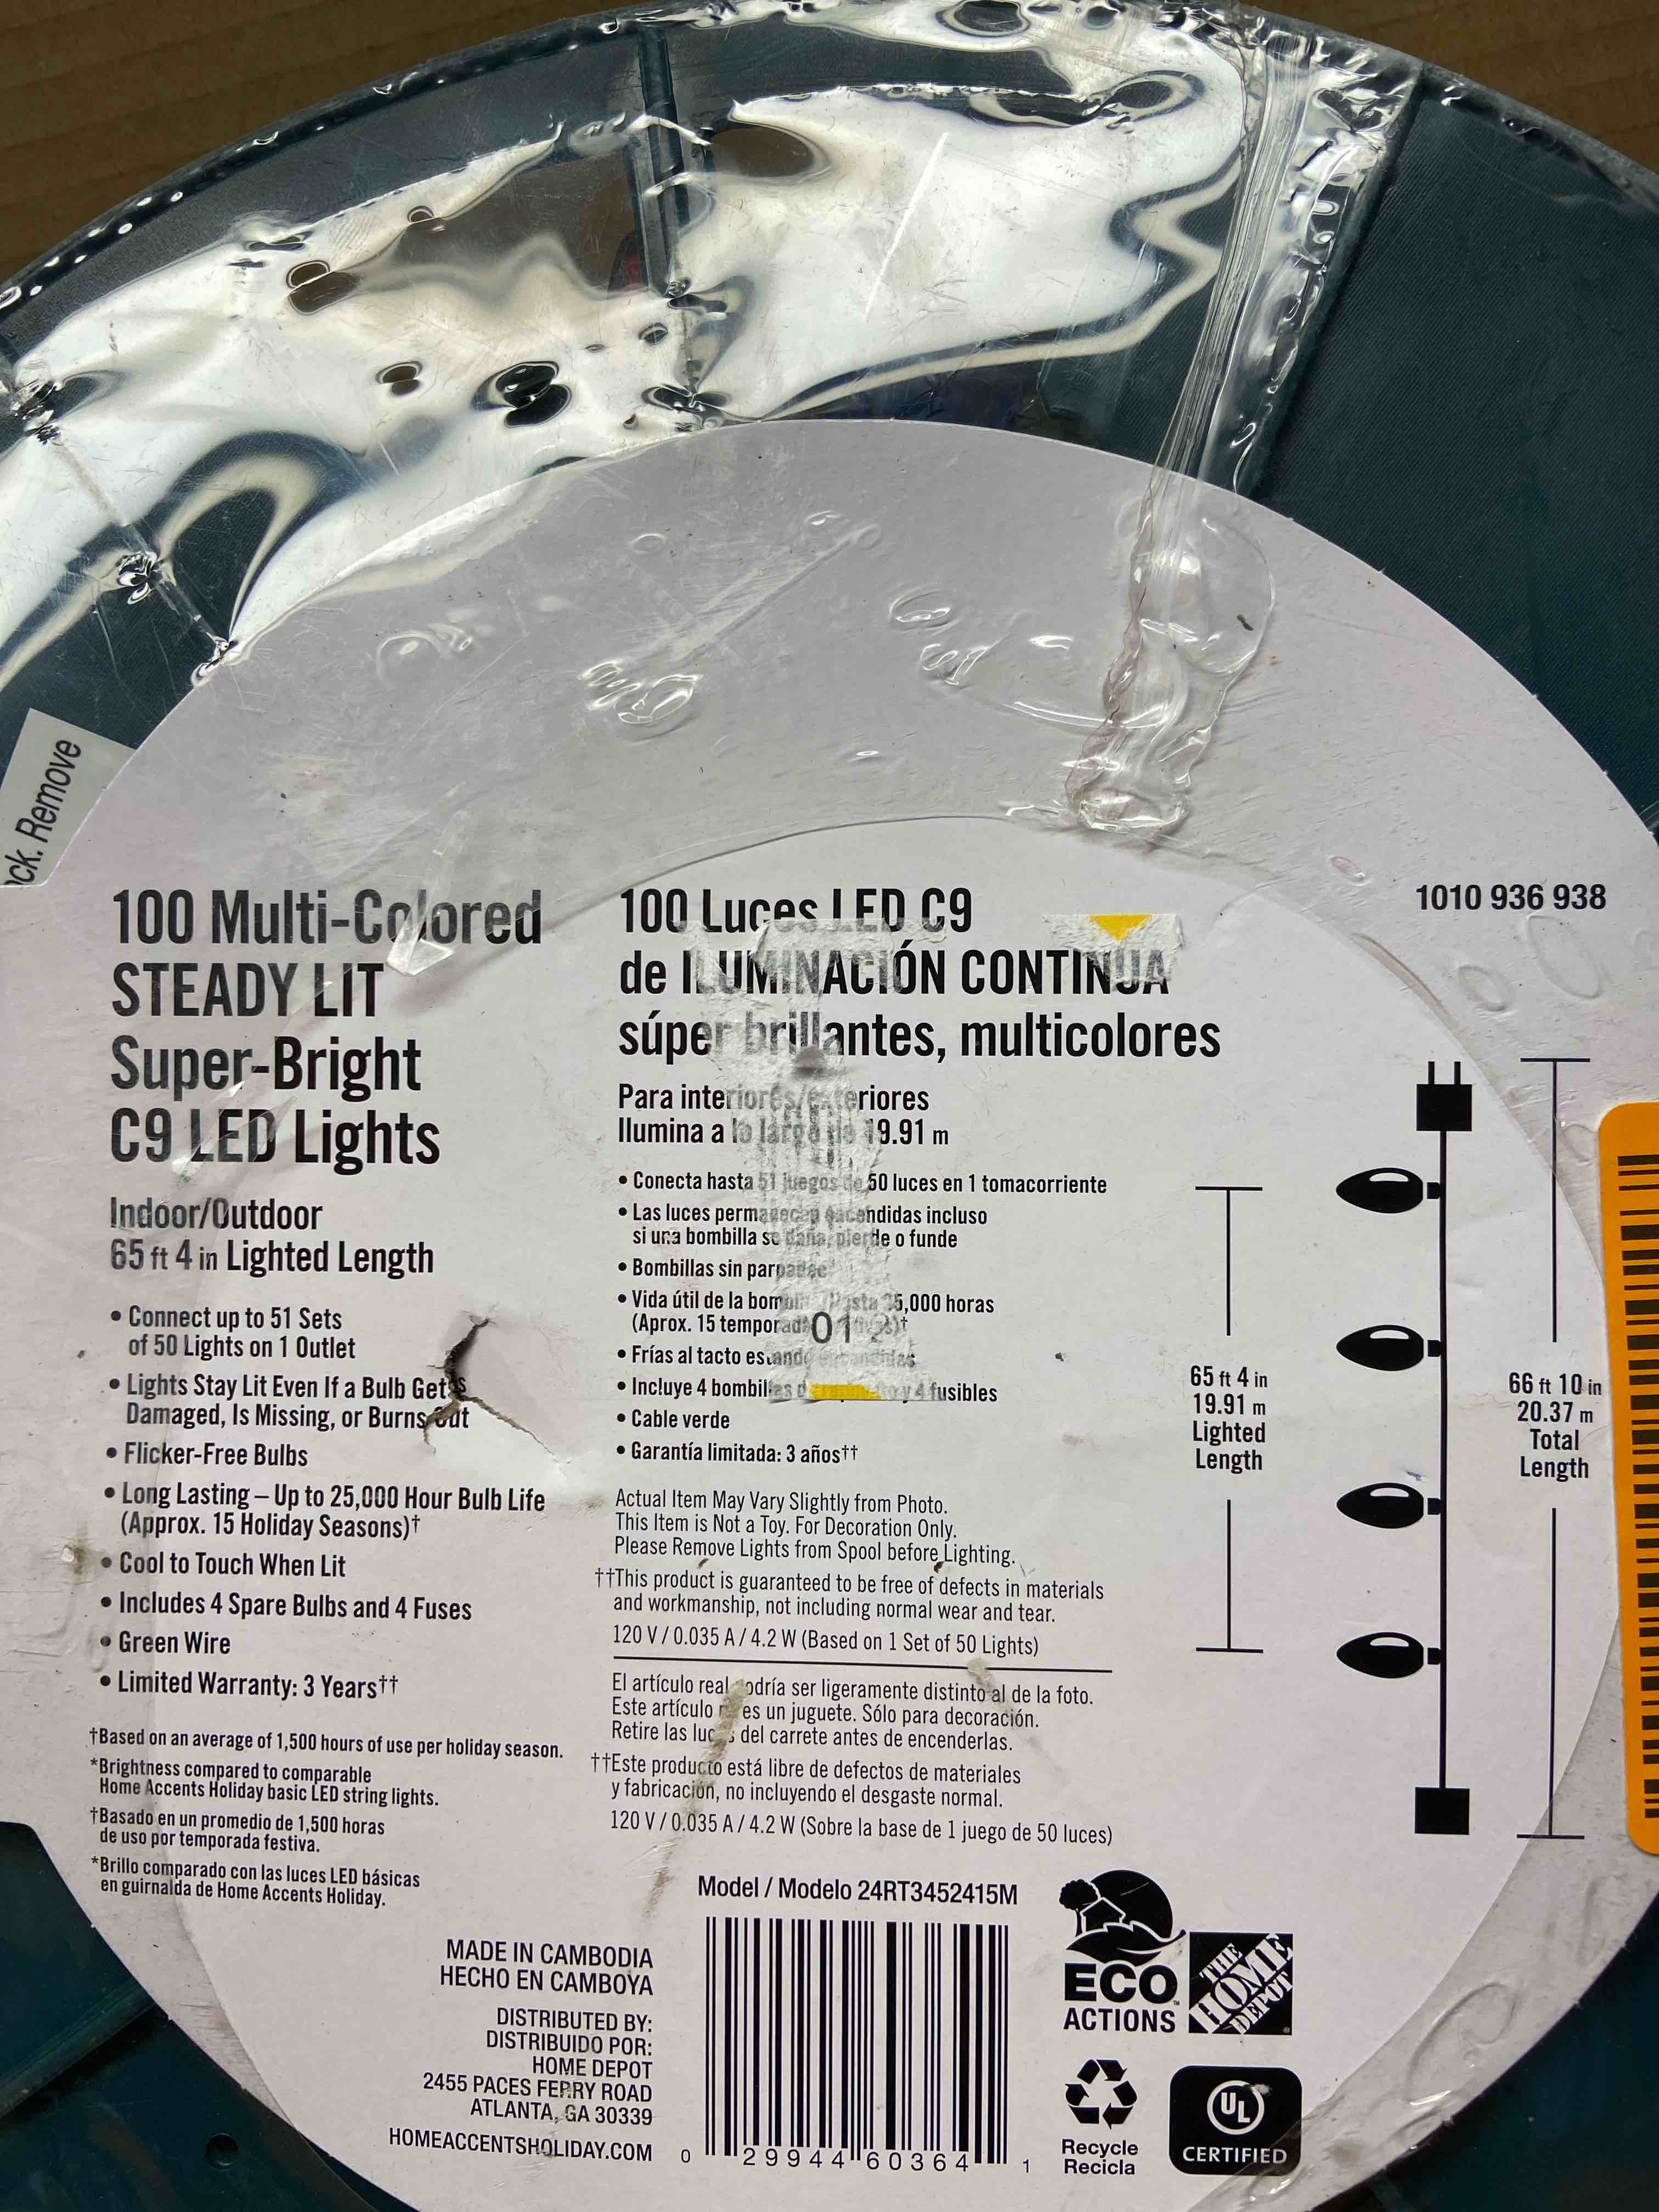 ck. Remove
100 Multi-Colored
STEADY LIT
Super-Bright
C9 LED Lights
Indoor/Outdoor
65 ft 4 in Lighted Length
• Connect up to 51 Sets
of 50 Lights on 1 Outlet
• Lights Stay Lit Even If a Bulb Gets
Damaged, Is Missing, or Burns Out
• Flicker-Free Bulbs
• Long Lasting – Up to 25,000 Hour Bulb Life
(Approx. 15 Holiday Seasons)†
• Cool to Touch When Lit
• Includes 4 Spare Bulbs and 4 Fuses
• Green Wire
• Limited Warranty: 3 Years††
†Based on an average of 1,500 hours of use per holiday season.
*Brightness compared to comparable
Home Accents Holiday basic LED string lights.
†Basado en un promedio de 1,500 horas
de uso por temporada festiva.
*Brillo comparado con las luces LED básicas
en guirnalda de Home Accents Holiday.
100 Luces LED C9
de ILUMINACIÓN CONTINUA
súper brillantes, multicolores
Para interiores/exteriores
Ilumina a lo largo de 19.91 m
• Conecta hasta 51 juegos de 50 luces en 1 tomacorriente
• Las luces permanecen encendidas incluso
si una bombilla se daña, pierde o funde
• Bombillas sin parpadeo
• Vida útil de la 5,000 horas
(Aprox. 15 01
• Frías al tacto estando encendidas
• Incluye 4 bombillas y 4 fusibles
• Cable verde
• Garantía limitada: 3 años††
Actual Item May Vary Slightly from Photo.
This Item is Not a Toy. For Decoration Only.
Please Remove Lights from Spool before Lighting.
††This product is guaranteed to be free of defects in materials
and workmanship, not including normal wear and tear.
120 V / 0.035 A / 4.2 W (Based on 1 Set of 50 Lights)
El artículo real podría ser ligeramente distinto al de la foto.
Este artículo no es un juguete. Sólo para decoración.
Retire las luces del carrete antes de encenderlas.
††Este producto está libre de defectos de materiales
y fabricación, no incluyendo el desgaste normal.
120 V / 0.035 A / 4.2 W (Sobre la base de 1 juego de 50 luces)
1010 936 938
65 ft 4 in
19.91 m
Lighted
Length
66 ft 10 in
20.37 m
Total
Length
Model / Modelo 24RT3452415M
MADE IN CAMBODIA
HECHO EN CAMBOYA
DISTRIBUTED BY:
DISTRIBUIDO POR:
HOME DEPOT
2455 PACES FERRY ROAD
ATLANTA, GA 30339
HOMEACCENTSHOLIDAY.COM
0 29944 60364 1
ECO
ACTIONS™
THE
HOME
DEPOT
Recycle
Recicla
UL
CERTIFIED